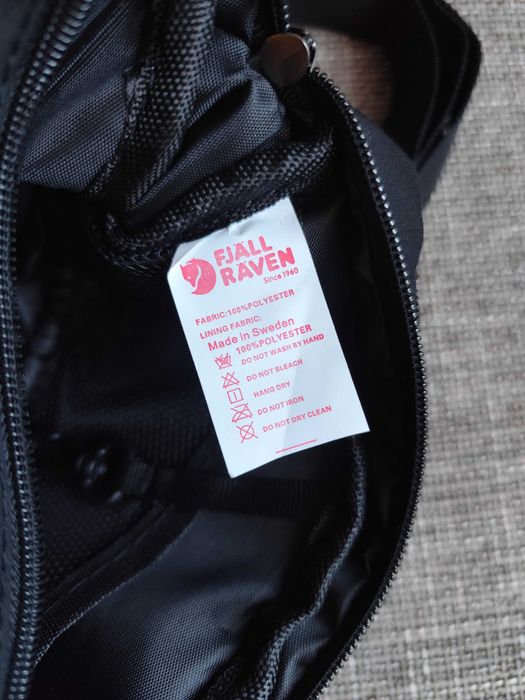 FJÄLL
RÄVEN
Since 1960
FABRIC:100%POLYESTER
LINING FABRIC:
Made in Sweden
100%POLYESTER
DO NOT WASH BY HAND
DO NOT BLEACH
HANG DRY
DO NOT IRON
DO NOT DRY CLEAN